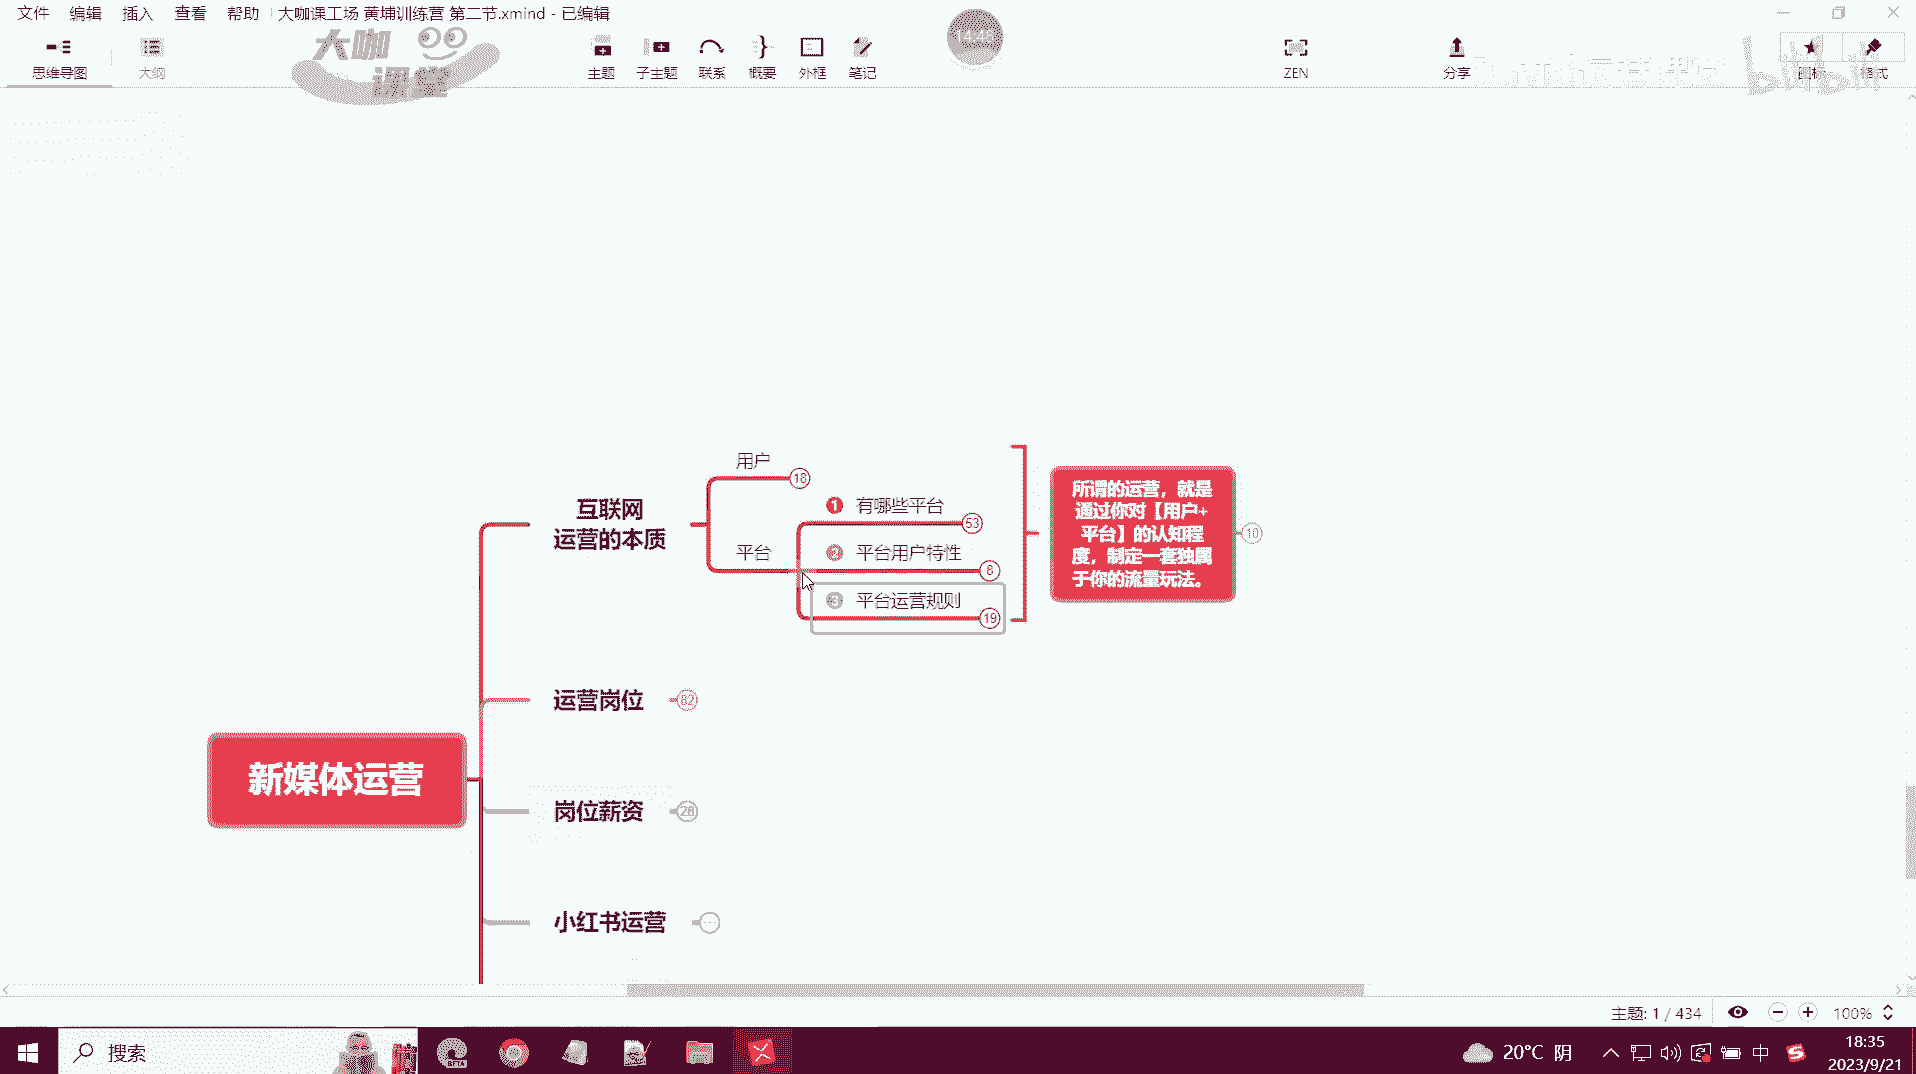 文件 编辑 插入 查看 帮助 大咖课工场 黄埔训练营 第二节.xmind - 已编辑
14:48
大咖
课堂
bilibili
思维导图 大纲 主题 子主题 联系 概要 外框 笔记 ZEN 分享 图标 格式
用户 18
1 有哪些平台 53
平台
2 平台用户特性 8
3 平台运营规则 19
互联网
运营的本质
所谓的运营，就是
通过你对【用户+
平台】的认知程
度，制定一套独属
于你的流量玩法。
10
运营岗位 82
新媒体运营
岗位薪资 28
小红书运营
主题: 1 / 434 100%
搜索
BETA
20°C 阴
中
18:35
2023/9/21